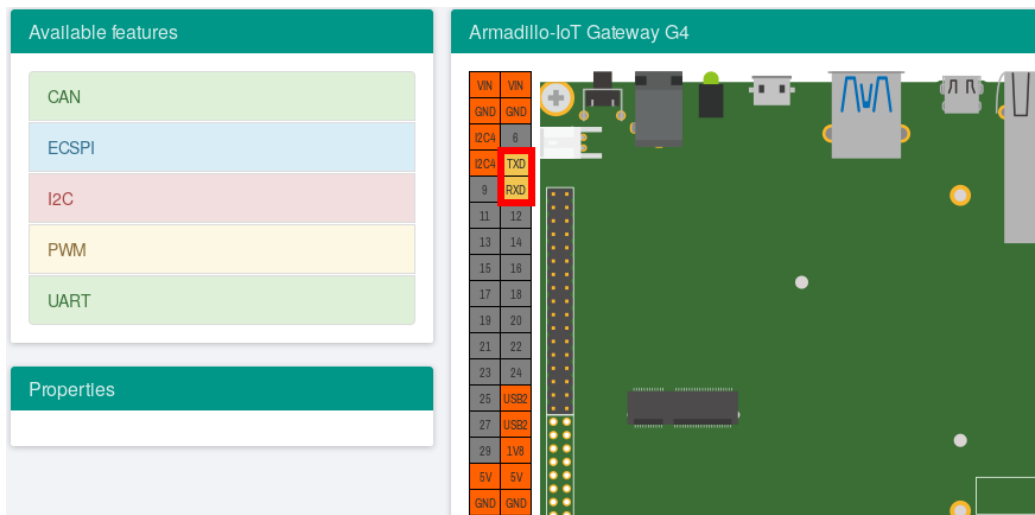 Available features
CAN
ECSPI
I2C
PWM
UART
Properties
Armadillo-IoT Gateway G4
VIN VIN
GND GND
I2C4 6
I2C4 TXD
9 RXD
11 12
13 14
15 16
17 18
19 20
21 22
23 24
25 USB2
27 USB2
29 1V8
5V 5V
GND GND